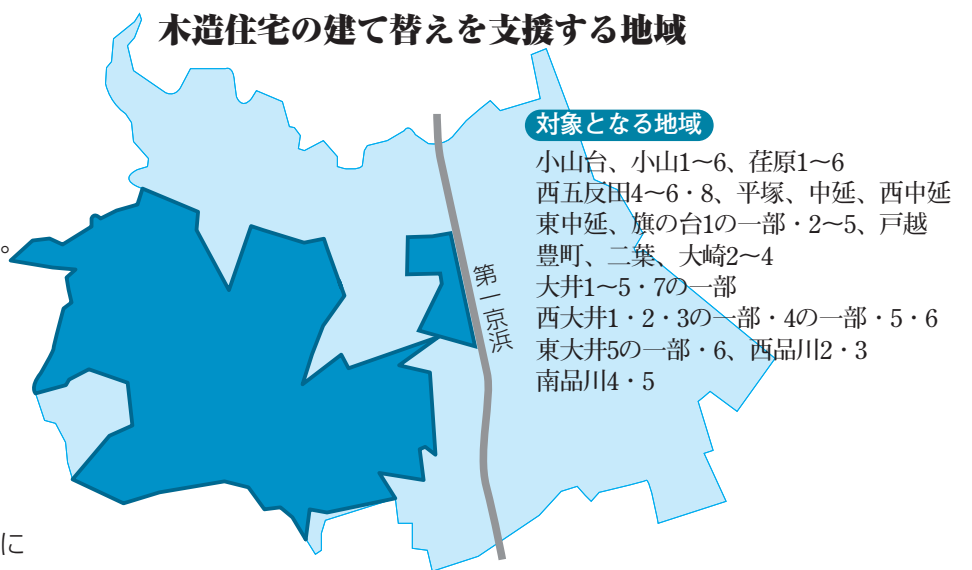 木造住宅の建て替えを支援する地域
対象となる地域
小山台、小山1〜6、荏原1〜6
西五反田4〜6・8、平塚、中延、西中延
東中延、旗の台1の一部・2〜5、戸越
豊町、二葉、大崎2〜4
大井1〜5・7の一部
西大井1・2・3の一部・4の一部・5・6
東大井5の一部・6、西品川2・3
南品川4・5
第一京浜
。
に